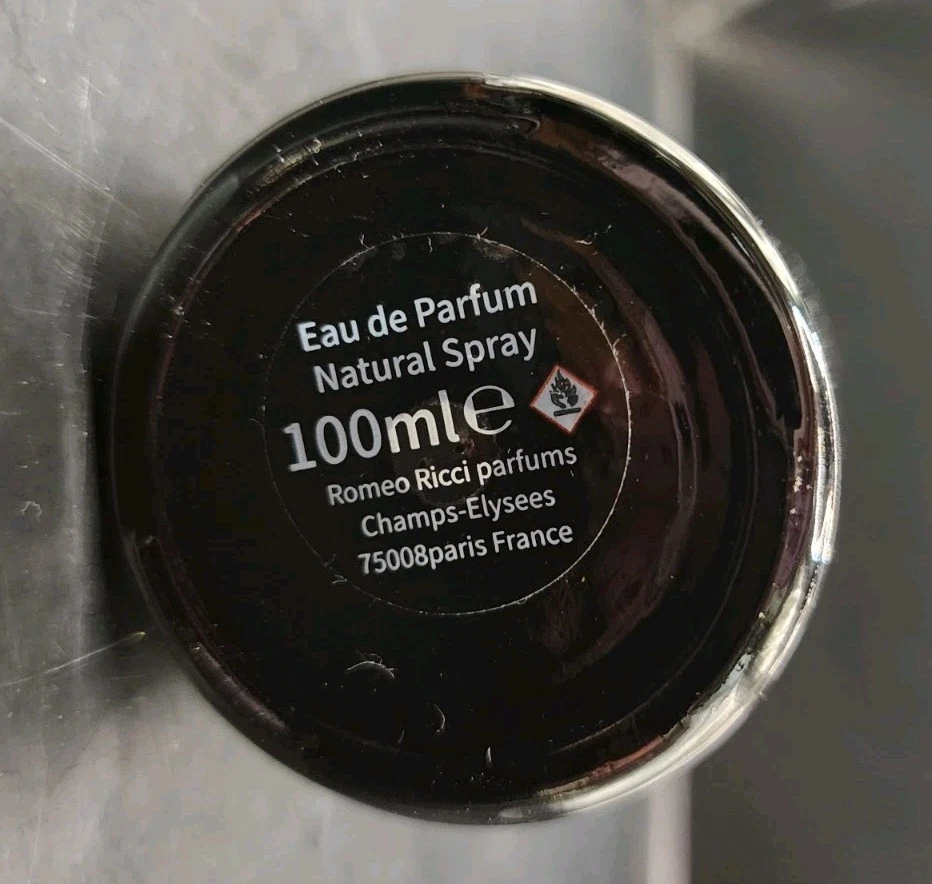 Eau de Parfum
Natural Spray
100ml℮
Romeo Ricci parfums
Champs-Elysees
75008paris France